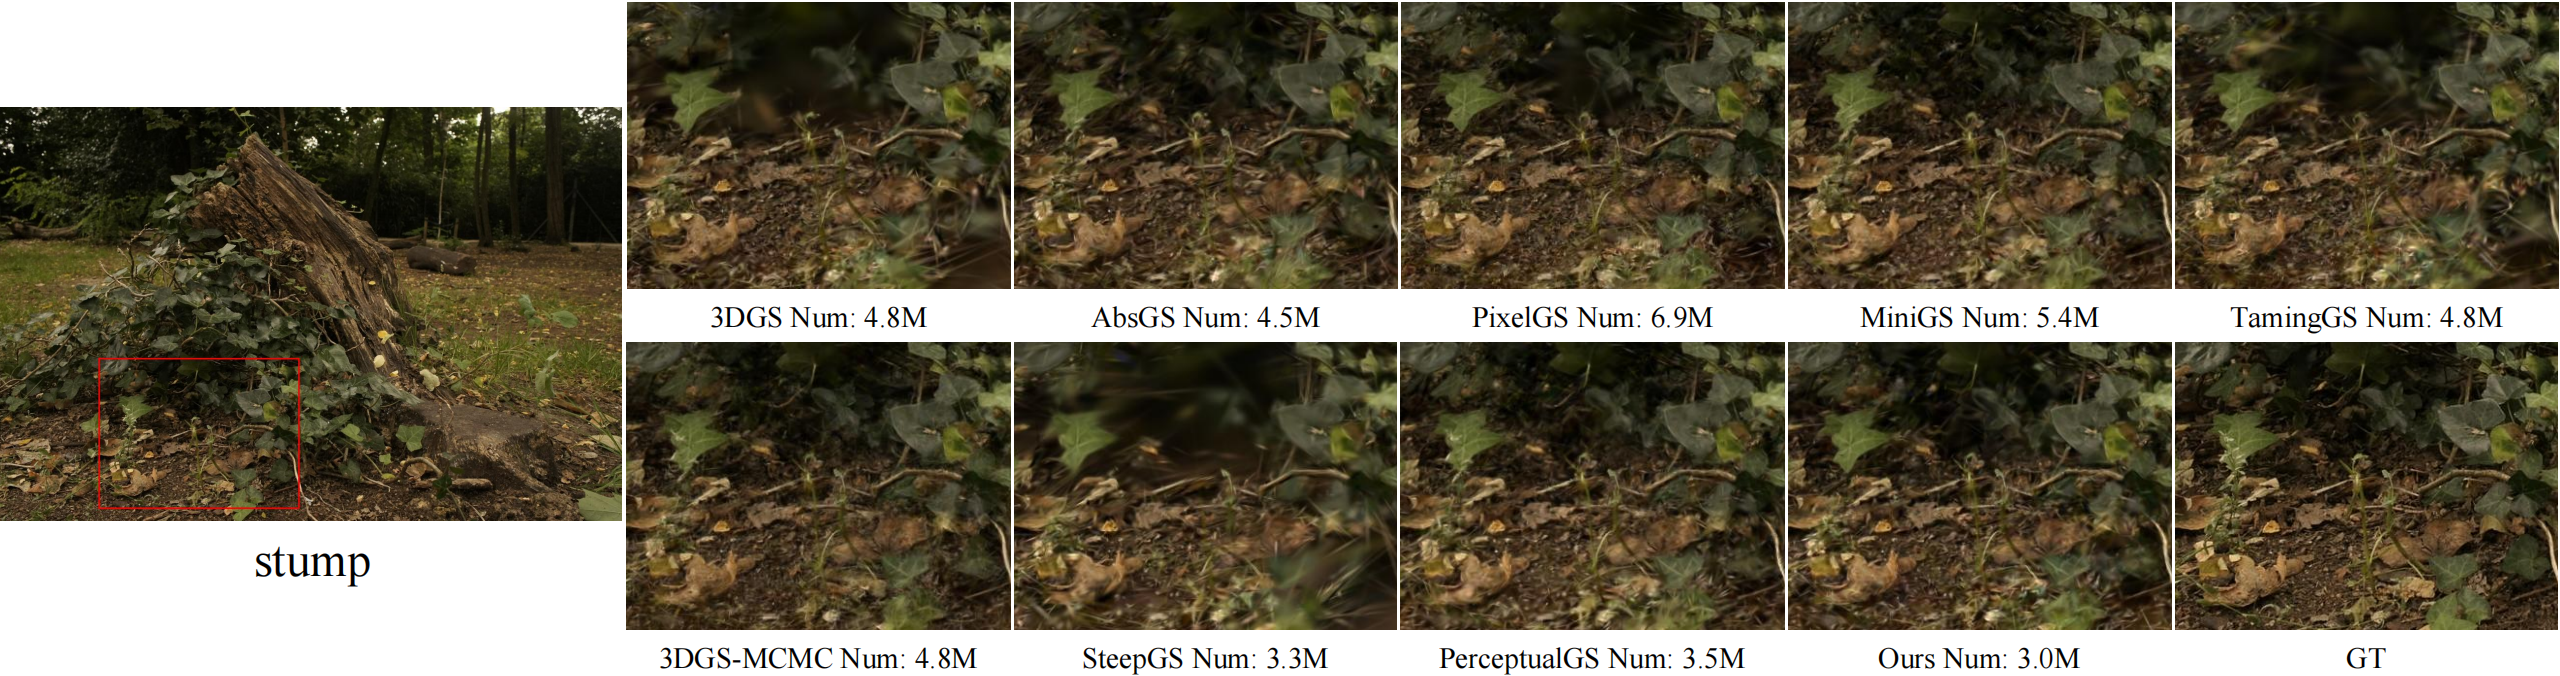 3DGS Num: 4.8M
AbsGS Num: 4.5M
PixelGS Num: 6.9M
MiniGS Num: 5.4M
TamingGS Num: 4.8M
stump
3DGS-MCMC Num: 4.8M
SteepGS Num: 3.3M
PerceptualGS Num: 3.5M
Ours Num: 3.0M
GT